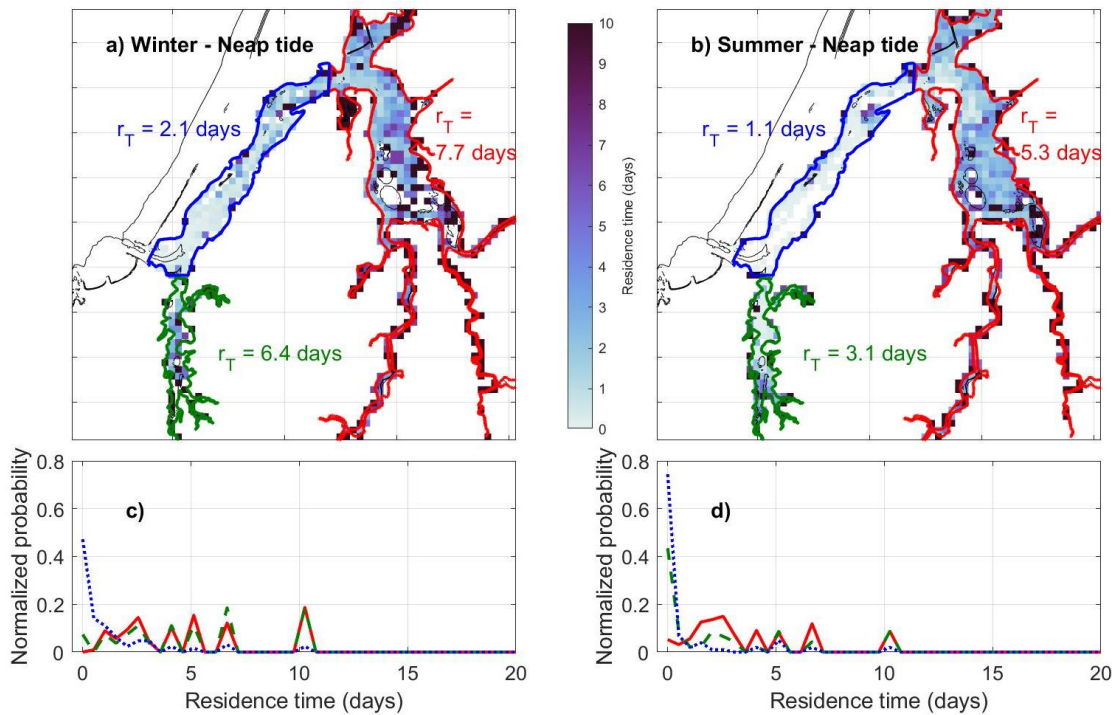 a) Winter - Neap tide
r_T = 2.1 days
r_T =
7.7 days
r_T = 6.4 days
10
9
8
7
6
5
4
3
2
1
0
Residence time (days)
b) Summer - Neap tide
r_T = 1.1 days
r_T =
5.3 days
r_T = 3.1 days
c)
Normalized probability
0.8
0.6
0.4
0.2
0
0 5 10 15 20
Residence time (days)
d)
Normalized probability
0.8
0.6
0.4
0.2
0
0 5 10 15 20
Residence time (days)